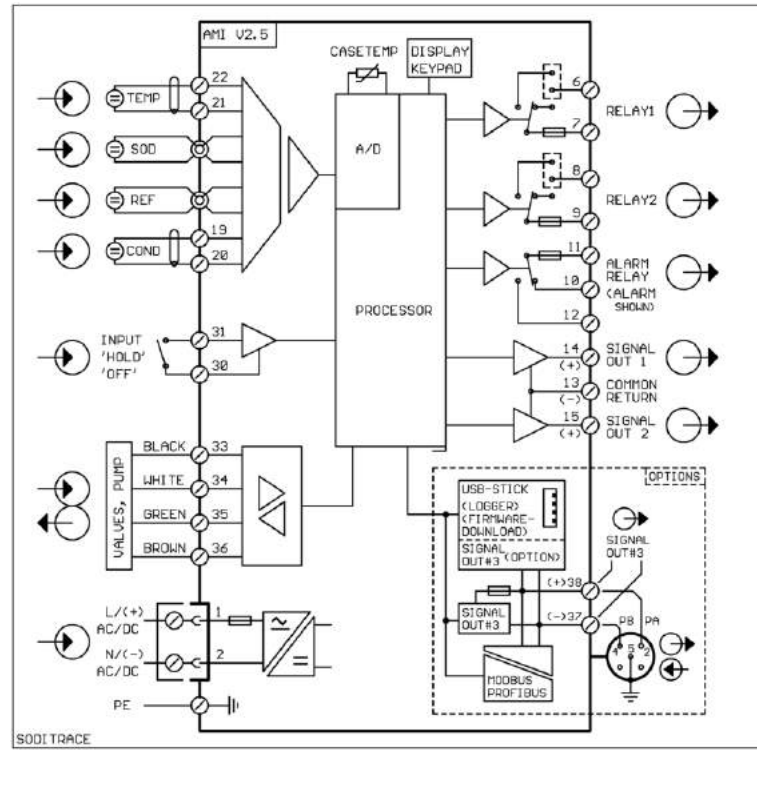 AMI V2.5
CASETEMP
DISPLAY
KEYPAD
A/D
PROCESSOR
TEMP
22
21
SOD
REF
COND
19
20
INPUT
'HOLD'
'OFF'
31
30
VALVES, PUMP
BLACK 33
WHITE 34
GREEN 35
BROWN 36
L/(+)
AC/DC
1
N/(-)
AC/DC
2
PE
6
7
RELAY1
8
9
RELAY2
11
10
12
ALARM
RELAY
(ALARM
SHOWN)
14
(+)
SIGNAL
OUT 1
13
(-)
COMMON
RETURN
15
(+)
SIGNAL
OUT 2
OPTIONS
USB-STICK
(LOGGER)
(FIRMWARE-
DOWNLOAD)
SIGNAL
OUT#3 (OPTION)
SIGNAL
OUT#3
(+)38
SIGNAL
OUT#3
(-)37
PB PA
4 5 2
MODBUS
PROFIBUS
SODITRACE